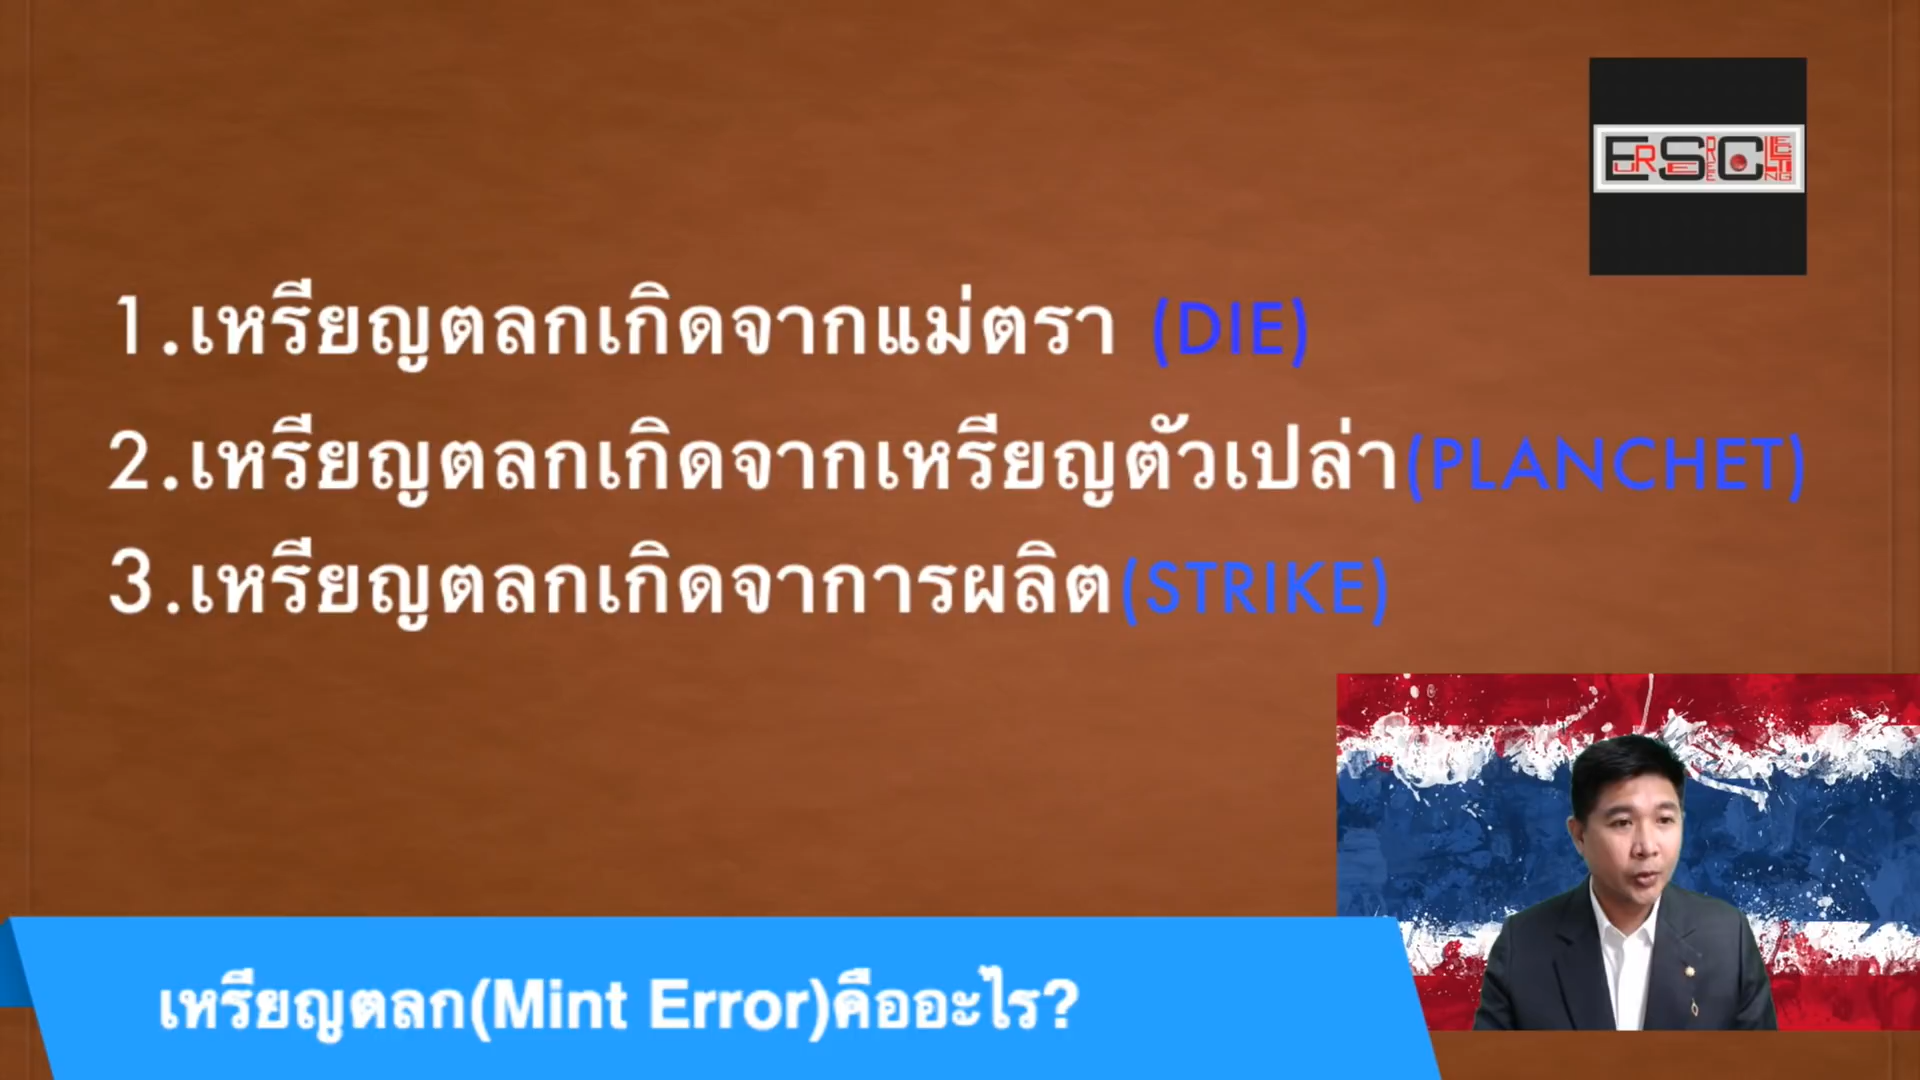 1.เหรียญตลกเกิดจากแม่ตรา (DIE)
2.เหรียญตลกเกิดจากเหรียญตัวเปล่า(PLANCHET)
3.เหรียญตลกเกิดจาการผลิต(STRIKE)
เหรียญตลก(Mint Error)คืออะไร?